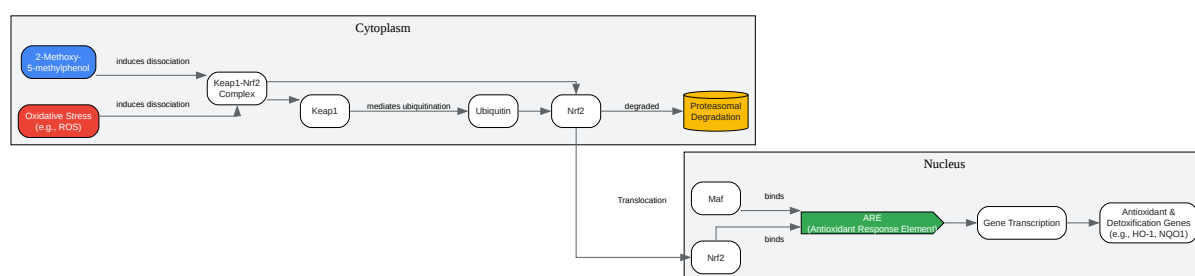 Cytoplasm
2-Methoxy-
5-methylphenol
induces dissociation
Oxidative Stress
(e.g., ROS)
induces dissociation
Keap1-Nrf2
Complex
Keap1
mediates ubiquitination
Ubiquitin
Nrf2
degraded
Proteasomal
Degradation
Translocation
Nucleus
Maf
binds
Nrf2
binds
ARE
(Antioxidant Response Element)
Gene Transcription
Antioxidant &
Detoxification Genes
(e.g., HO-1, NQO1)